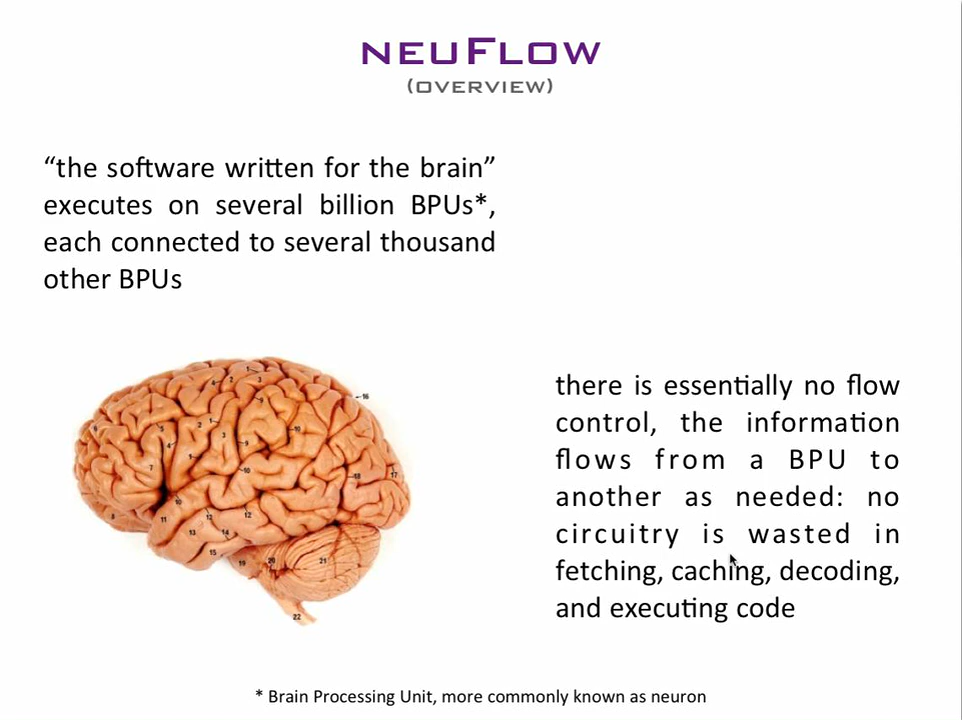 NEUFLOW
(OVERVIEW)
“the software written for the brain”
executes on several billion BPUs*,
each connected to several thousand
other BPUs
there is essentially no flow
control, the information
flows from a BPU to
another as needed: no
circuitry is wasted in
fetching, caching, decoding,
and executing code
* Brain Processing Unit, more commonly known as neuron